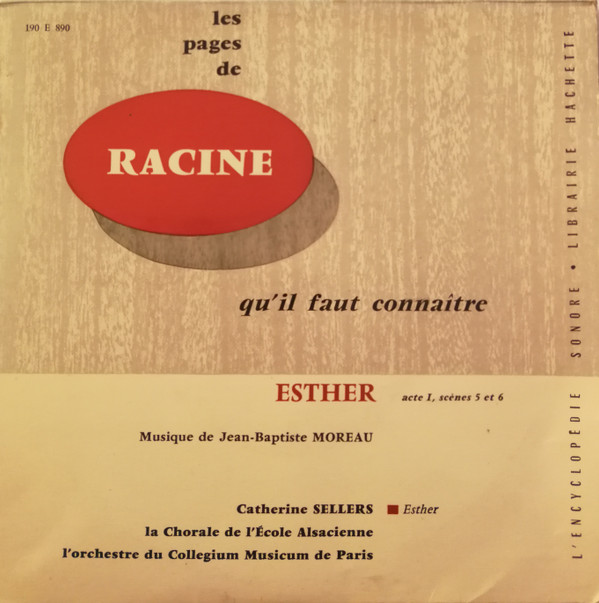 190 E 890
les
pages
de
RACINE
qu'il faut connaître
ESTHER acte I, scènes 5 et 6
Musique de Jean-Baptiste MOREAU
Catherine SELLERS ■ Esther
la Chorale de l'École Alsacienne
l'orchestre du Collegium Musicum de Paris
L'ENCYCLOPÉDIE SONORE • LIBRAIRIE HACHETTE